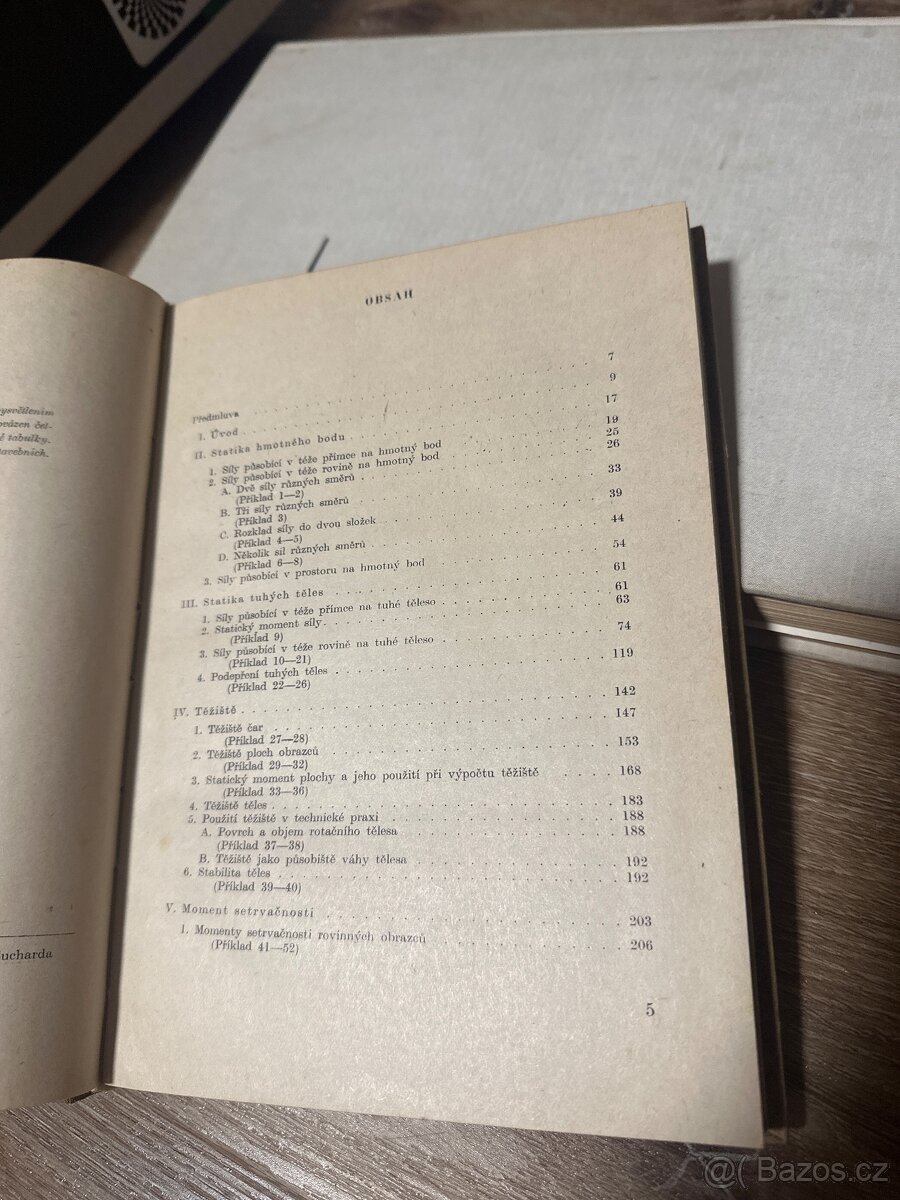 ysvětlením
ovázen čet-
é tabulky.
tavebních.
ucharda
OBSAH
Předmluva . . . 7
I. Úvod . . . 9
II. Statika hmotného bodu . . . 17
1. Síly působící v téže přímce na hmotný bod 19
2. Síly působící v téže rovině na hmotný bod 25
A. Dvě síly různých směrů . . . 26
(Příklad 1—2)
B. Tři síly různých směrů . . . 33
(Příklad 3)
C. Rozklad síly do dvou složek . . . 39
(Příklad 4—5)
D. Několik sil různých směrů . . . 44
(Příklad 6—8)
3. Síly působící v prostoru na hmotný bod . . . 54
III. Statika tuhých těles . . . 61
1. Síly působící v téže přímce na tuhé těleso . . . 61
2. Statický moment síly . . . 63
(Příklad 9)
3. Síly působící v téže rovině na tuhé těleso . . . 74
(Příklad 10—21)
4. Podepření tuhých těles . . . 119
(Příklad 22—26)
IV. Těžiště . . . 142
1. Těžiště čar . . . 147
(Příklad 27—28)
2. Těžiště ploch obrazců . . . 153
(Příklad 29—32)
3. Statický moment plochy a jeho použití při výpočtu těžiště . . . 168
(Příklad 33—36)
4. Těžiště těles . . . 183
5. Použití těžiště v technické praxi . . . 188
A. Povrch a objem rotačního tělesa . . . 188
(Příklad 37—38)
B. Těžiště jako působiště váhy tělesa . . . 192
6. Stabilita těles . . . 192
(Příklad 39—40)
V. Moment setrvačnosti . . . 203
1. Momenty setrvačnosti rovinných obrazců . . . 206
(Příklad 41—52)
5
@( Bazos.cz